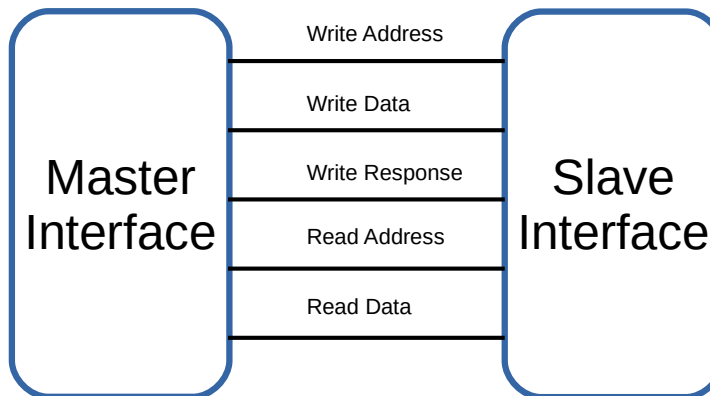 Write Address
Write Data
Master
Interface
Write Response
Read Address
Read Data
Slave
Interface